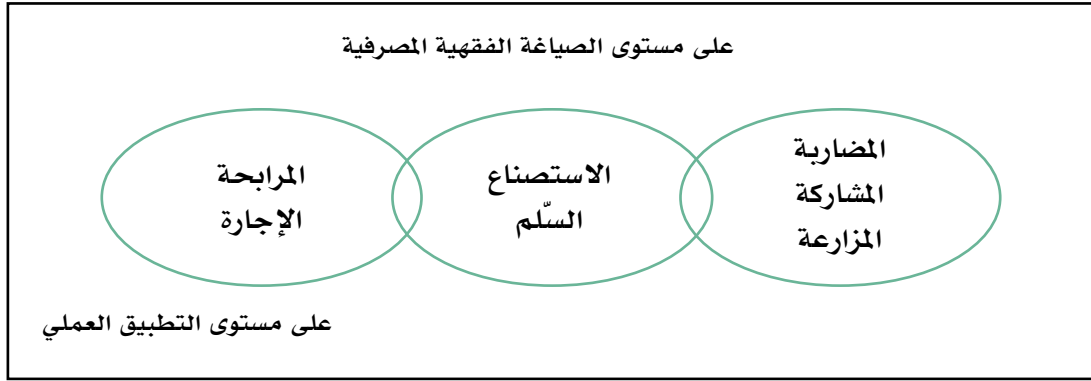 على مستوى الصياغة الفقهية المصرفية
المضاربة
المشاركة
المزارعة
الاستصناع
السّلم
المرابحة
الإجارة
على مستوى التطبيق العملي